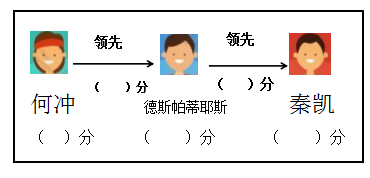 领先 领先
（ ）分 （ ）分
何冲 德斯帕蒂耶斯 秦凯
（ ）分 （ ）分 （ ）分